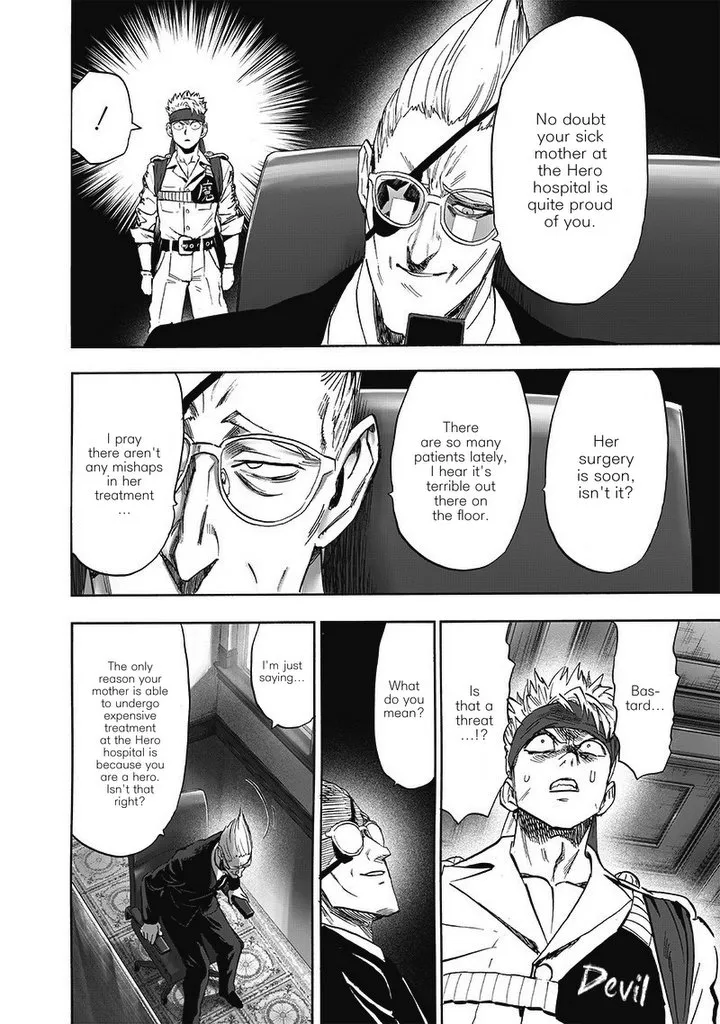 No doubt
your sick
mother at
the Hero
hospital is
quite proud
of you.
!
Her
surgery
is soon,
isn't it?
There
are so many
patients lately,
I hear it's
terrible out
there on
the floor.
I pray
there aren't
any mishaps
in her
treatment
...
Bas-
tard...
Is
that a
threat
...!?
Devil
What
do you
mean?
I'm just
saying...
The only
reason your
mother is able
to undergo
expensive
treatment
at the Hero
hospital is
because you
are a hero.
Isn't that
right?